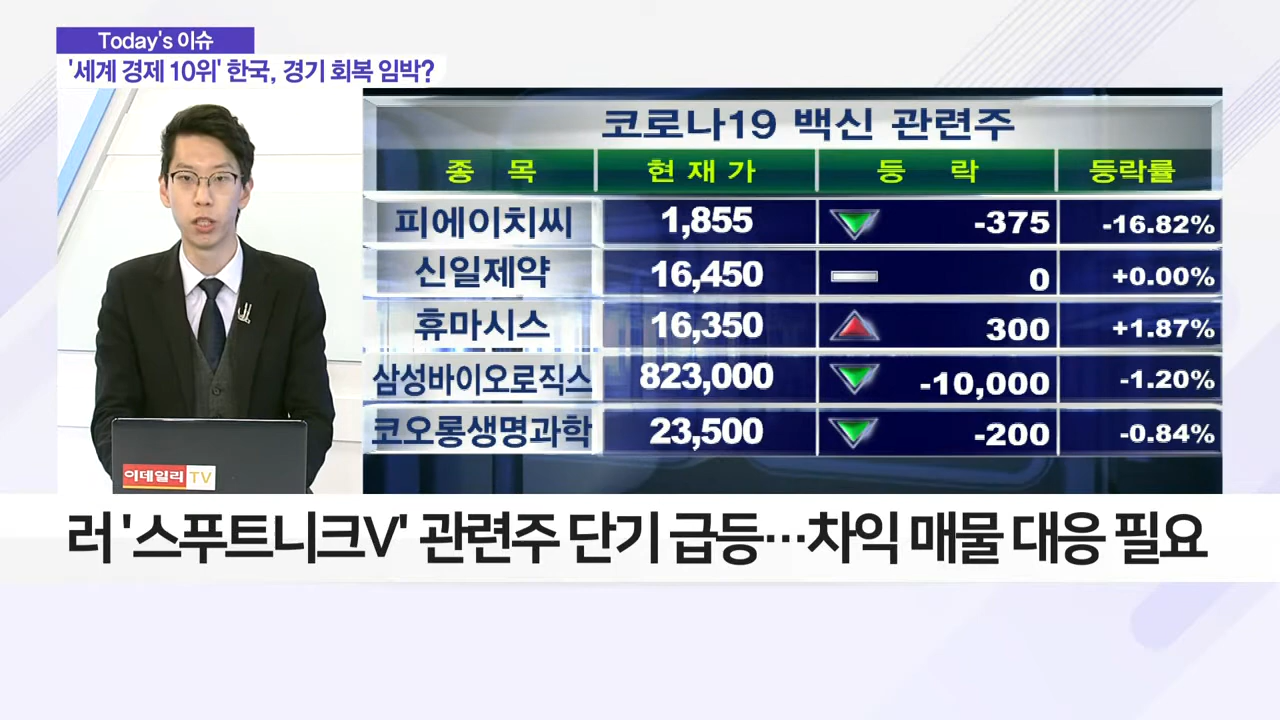 Today's 이슈
'세계 경제 10위' 한국, 경기 회복 임박?
코로나19 백신 관련주
종 목 현 재 가 등 락 등락률
피에이치씨 1,855 -375 -16.82%
신일제약 16,450 0 +0.00%
휴마시스 16,350 300 +1.87%
삼성바이오로직스 823,000 -10,000 -1.20%
코오롱생명과학 23,500 -200 -0.84%
이데일리 TV
러 '스푸트니크V' 관련주 단기 급등…차익 매물 대응 필요